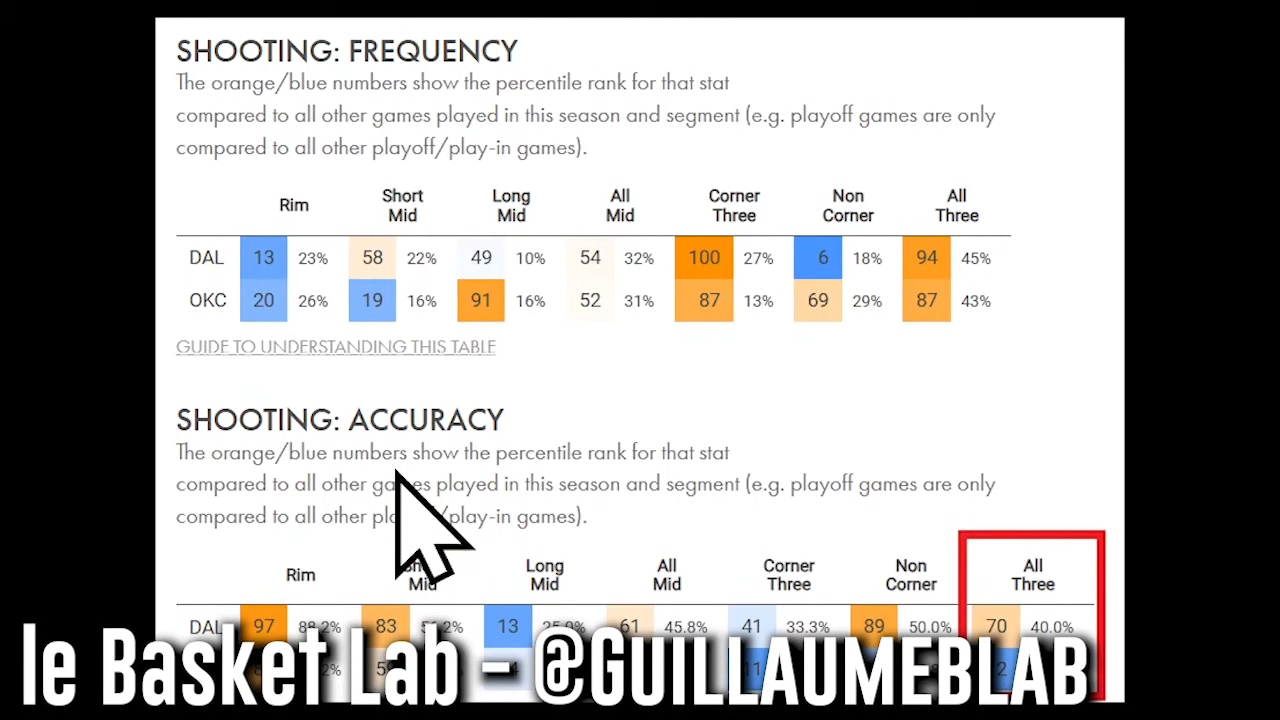 SHOOTING: FREQUENCY
The orange/blue numbers show the percentile rank for that stat
compared to all other games played in this season and segment (e.g. playoff games are only
compared to all other playoff/play-in games).
Rim Short Mid Long Mid All Mid Corner Three Non Corner All Three
DAL 13 23% 58 22% 49 10% 54 32% 100 27% 6 18% 94 45%
OKC 20 26% 19 16% 91 16% 52 31% 87 13% 69 29% 87 43%
GUIDE TO UNDERSTANDING THIS TABLE
SHOOTING: ACCURACY
The orange/blue numbers show the percentile rank for that stat
compared to all other games played in this season and segment (e.g. playoff games are only
compared to all other /play-in games).
Rim Mid Long Mid All Mid Corner Three Non Corner All Three
DAL 97 88.2% 83 13 25.0% 61 45.8% 41 33.3% 89 50.0% 70 40.0%
le Basket Lab - @GUILLAUMEBLAB